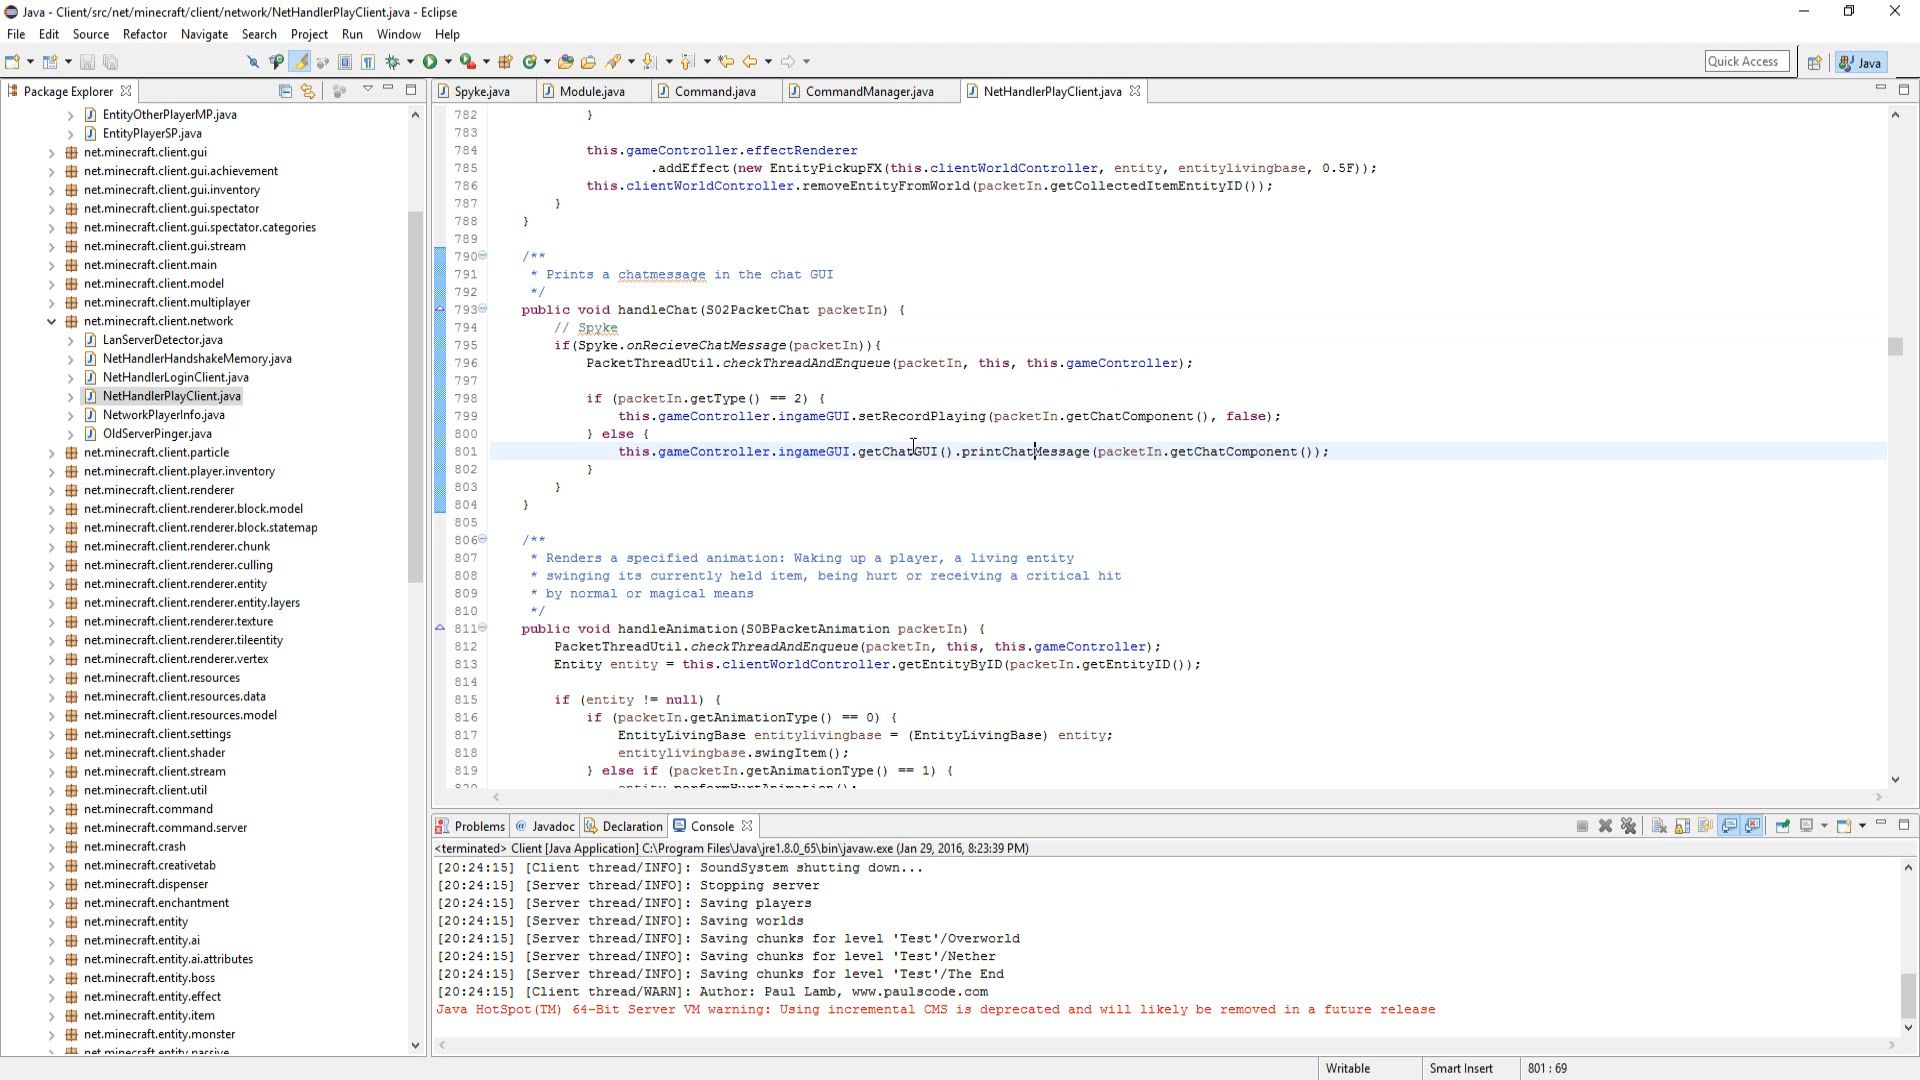 Java - Client/src/net/minecraft/client/network/NetHandlerPlayClient.java - Eclipse
File Edit Source Refactor Navigate Search Project Run Window Help
Quick Access
Java
Package Explorer
EntityOtherPlayerMP.java
EntityPlayerSP.java
net.minecraft.client.gui
net.minecraft.client.gui.achievement
net.minecraft.client.gui.inventory
net.minecraft.client.gui.spectator
net.minecraft.client.gui.spectator.categories
net.minecraft.client.gui.stream
net.minecraft.client.main
net.minecraft.client.model
net.minecraft.client.multiplayer
net.minecraft.client.network
LanServerDetector.java
NetHandlerHandshakeMemory.java
NetHandlerLoginClient.java
NetHandlerPlayClient.java
NetworkPlayerInfo.java
OldServerPinger.java
net.minecraft.client.particle
net.minecraft.client.player.inventory
net.minecraft.client.renderer
net.minecraft.client.renderer.block.model
net.minecraft.client.renderer.block.statemap
net.minecraft.client.renderer.chunk
net.minecraft.client.renderer.culling
net.minecraft.client.renderer.entity
net.minecraft.client.renderer.entity.layers
net.minecraft.client.renderer.texture
net.minecraft.client.renderer.tileentity
net.minecraft.client.renderer.vertex
net.minecraft.client.resources
net.minecraft.client.resources.data
net.minecraft.client.resources.model
net.minecraft.client.settings
net.minecraft.client.shader
net.minecraft.client.stream
net.minecraft.client.util
net.minecraft.command
net.minecraft.command.server
net.minecraft.crash
net.minecraft.creativetab
net.minecraft.dispenser
net.minecraft.enchantment
net.minecraft.entity
net.minecraft.entity.ai
net.minecraft.entity.ai.attributes
net.minecraft.entity.boss
net.minecraft.entity.effect
net.minecraft.entity.item
net.minecraft.entity.monster
net.minecraft.entity.passive
Spyke.java Module.java Command.java CommandManager.java NetHandlerPlayClient.java
782 }
783
784 this.gameController.effectRenderer
785 .addEffect(new EntityPickupFX(this.clientWorldController, entity, entitylivingbase, 0.5F));
786 this.clientWorldController.removeEntityFromWorld(packetIn.getCollectedItemEntityID());
787 }
788 }
789
790 /**
791 * Prints a chatmessage in the chat GUI
792 */
793 public void handleChat(S02PacketChat packetIn) {
794 // Spyke
795 if(Spyke.onRecieveChatMessage(packetIn)){
796 PacketThreadUtil.checkThreadAndEnqueue(packetIn, this, this.gameController);
797
798 if (packetIn.getType() == 2) {
799 this.gameController.ingameGUI.setRecordPlaying(packetIn.getChatComponent(), false);
800 } else {
801 this.gameController.ingameGUI.getChatGUI().printChatMessage(packetIn.getChatComponent());
802 }
803 }
804 }
805
806 /**
807 * Renders a specified animation: Waking up a player, a living entity
808 * swinging its currently held item, being hurt or receiving a critical hit
809 * by normal or magical means
810 */
811 public void handleAnimation(S0BPacketAnimation packetIn) {
812 PacketThreadUtil.checkThreadAndEnqueue(packetIn, this, this.gameController);
813 Entity entity = this.clientWorldController.getEntityByID(packetIn.getEntityID());
814
815 if (entity != null) {
816 if (packetIn.getAnimationType() == 0) {
817 EntityLivingBase entitylivingbase = (EntityLivingBase) entity;
818 entitylivingbase.swingItem();
819 } else if (packetIn.getAnimationType() == 1) {
820 entity.performHurtAnimation();
Problems Javadoc Declaration Console
<terminated> Client [Java Application] C:\Program Files\Java\jre1.8.0_65\bin\javaw.exe (Jan 29, 2016, 8:23:39 PM)
[20:24:15] [Client thread/INFO]: SoundSystem shutting down...
[20:24:15] [Server thread/INFO]: Stopping server
[20:24:15] [Server thread/INFO]: Saving players
[20:24:15] [Server thread/INFO]: Saving worlds
[20:24:15] [Server thread/INFO]: Saving chunks for level 'Test'/Overworld
[20:24:15] [Server thread/INFO]: Saving chunks for level 'Test'/Nether
[20:24:15] [Server thread/INFO]: Saving chunks for level 'Test'/The End
[20:24:15] [Client thread/WARN]: Author: Paul Lamb, www.paulscode.com
Java HotSpot(TM) 64-Bit Server VM warning: Using incremental CMS is deprecated and will likely be removed in a future release
Writable Smart Insert 801 : 69